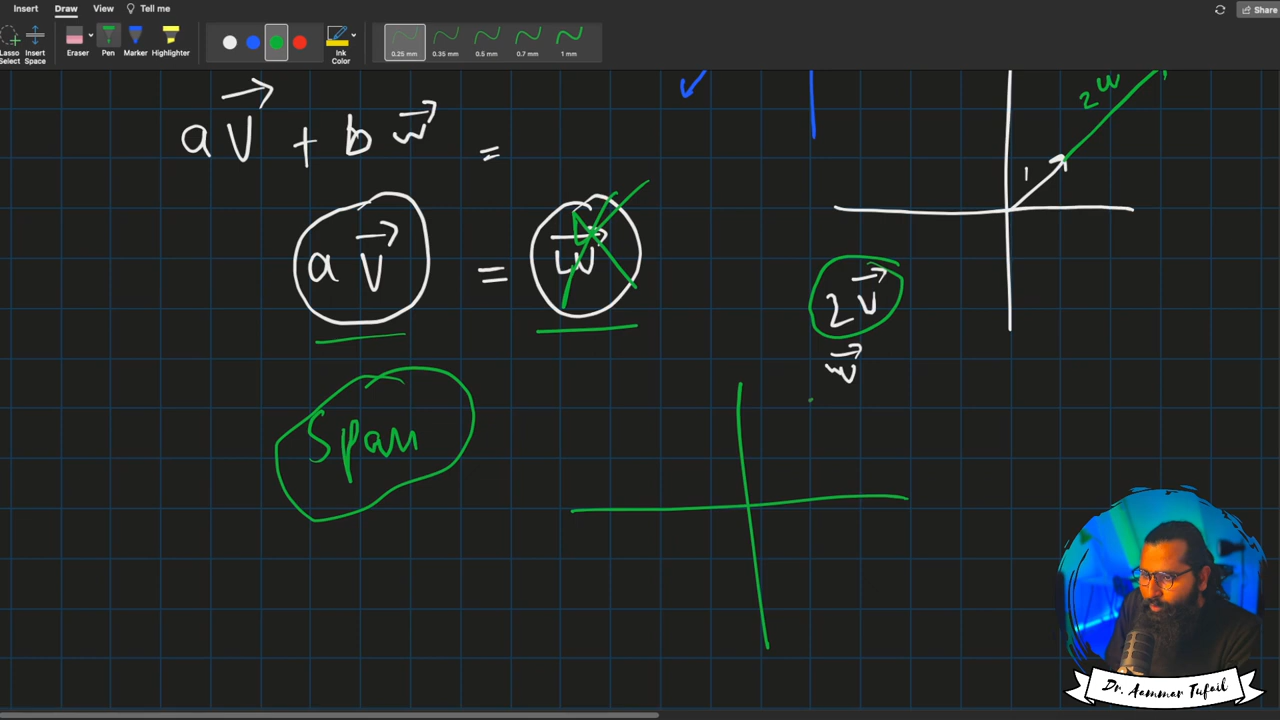 Insert Draw View Tell me
Share
Lasso Select
Insert Space
Eraser
Pen
Marker
Highlighter
Ink Color
0.25 mm
0.35 mm
0.5 mm
0.7 mm
1 mm
a V + b w =
a V = w
2w
1
2 V
w
Span
Dr. Aammar Tufail